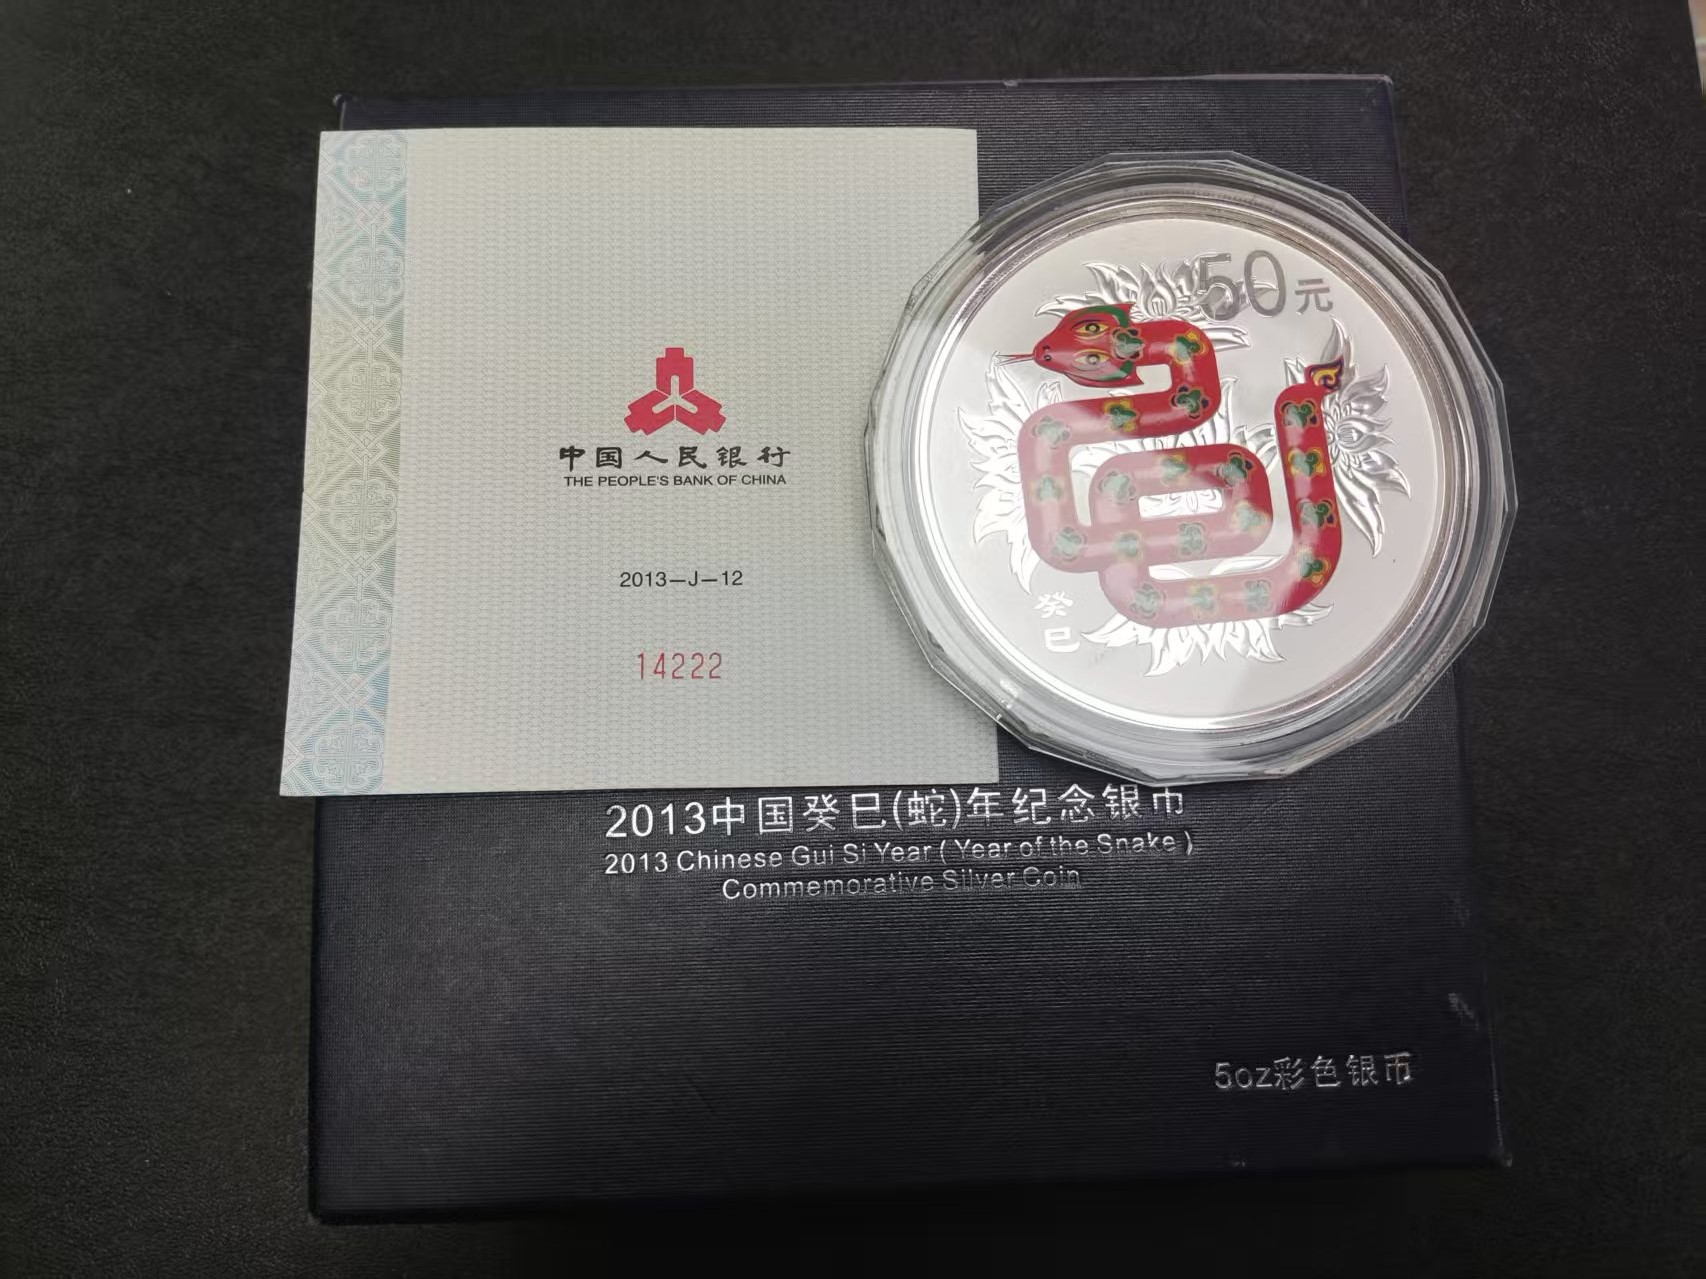 中国人民银行
THE PEOPLE'S BANK OF CHINA
2013—J—12
14222
50元
癸巳
2013中国癸巳(蛇)年纪念银币
2013 Chinese Gui Si Year ( Year of the Snake )
Commemorative Silver Coin
5oz彩色银币